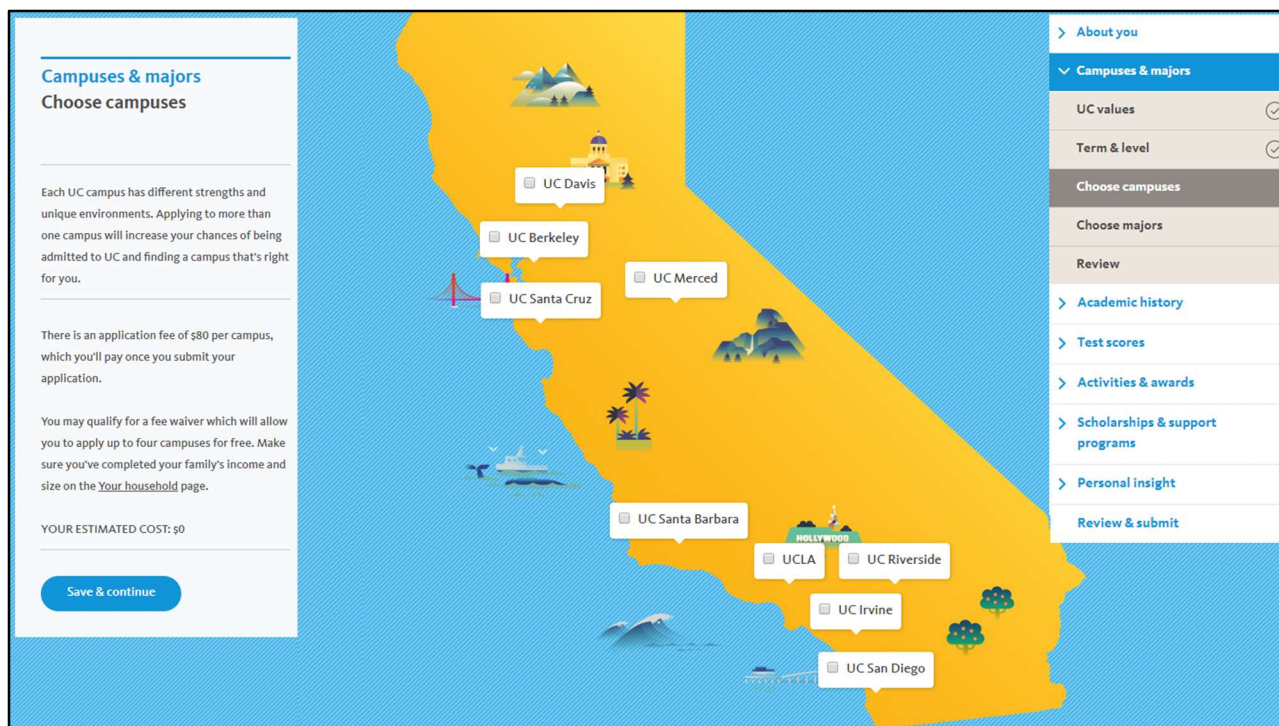 Campuses & majors
Choose campuses
Each UC campus has different strengths and
unique environments. Applying to more than
one campus will increase your chances of being
admitted to UC and finding a campus that's right
for you.
There is an application fee of $80 per campus,
which you'll pay once you submit your
application.
You may qualify for a fee waiver which will allow
you to apply up to four campuses for free. Make
sure you've completed your family's income and
size on the Your household page.
YOUR ESTIMATED COST: $0
Save & continue
UC Davis
UC Berkeley
UC Merced
UC Santa Cruz
UC Santa Barbara
HOLLYWOOD
UCLA
UC Riverside
UC Irvine
UC San Diego
About you
Campuses & majors
UC values
Term & level
Choose campuses
Choose majors
Review
Academic history
Test scores
Activities & awards
Scholarships & support
programs
Personal insight
Review & submit